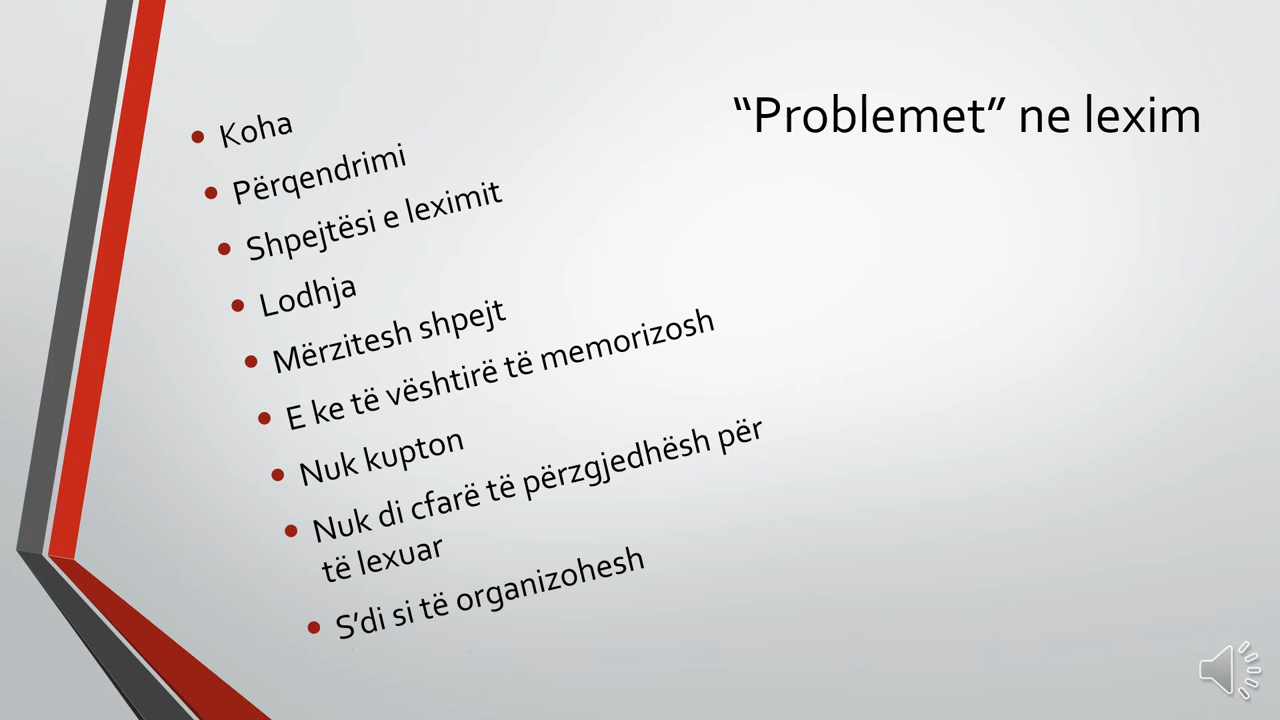 “Problemet” ne lexim
Koha
Përqendrimi
Shpejtësi e leximit
Lodhja
Mërzitesh shpejt
E ke të vështirë të memorizosh
Nuk kupton
Nuk di cfarë të përzgjedhësh për
të lexuar
S’di si të organizohesh